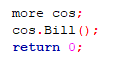 more cos;
cos.Bill();
return 0;